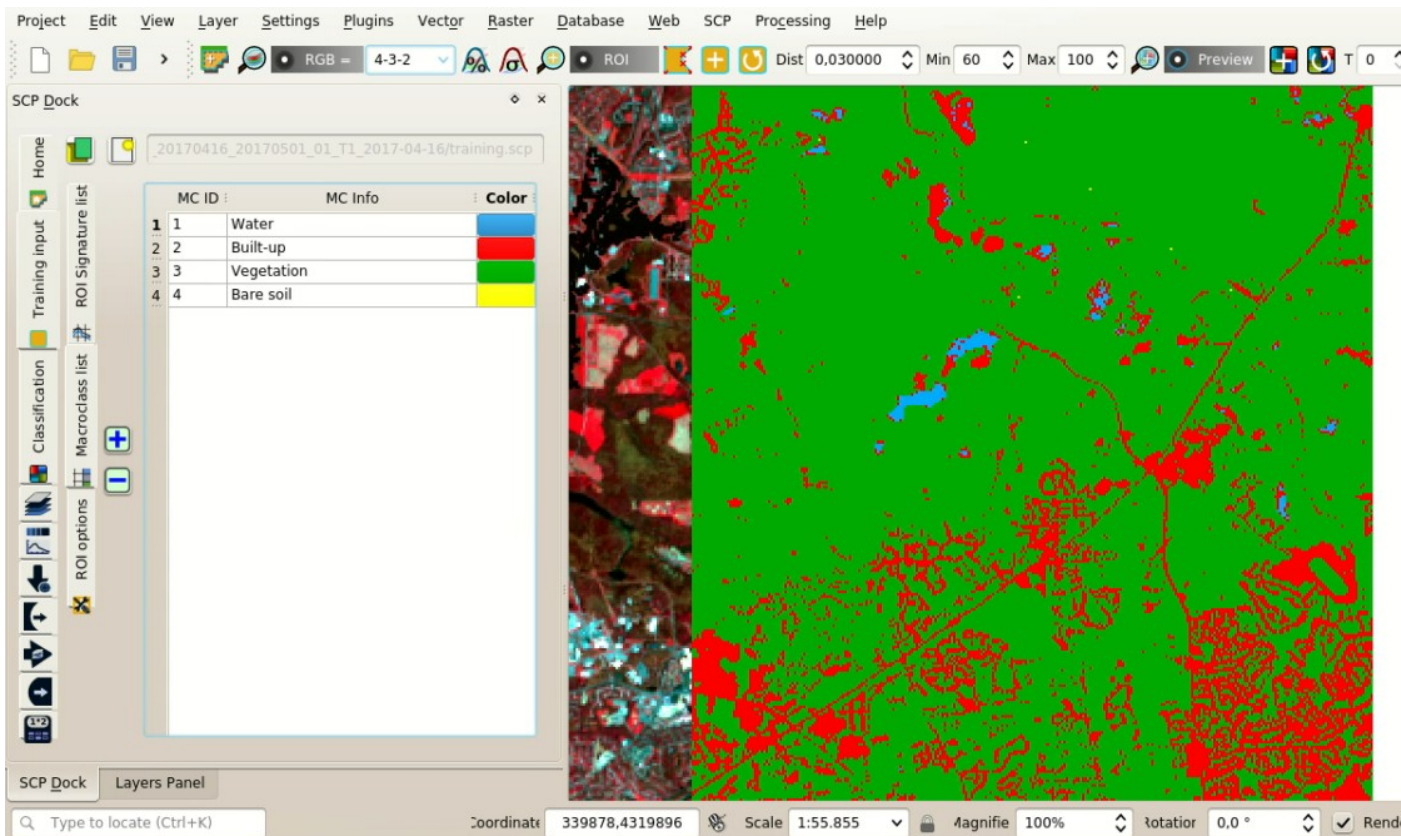 Project Edit View Layer Settings Plugins Vector Raster Database Web SCP Processing Help
RGB = 4-3-2 ROI Dist 0,030000 Min 60 Max 100 Preview T 0
SCP Dock
Home
Training input
Classification
ROI Signature list
Macroclass list
ROI options
_20170416_20170501_01_T1_2017-04-16/training.scp
MC ID MC Info Color
1 1 Water
2 2 Built-up
3 3 Vegetation
4 4 Bare soil
SCP Dock Layers Panel
Type to locate (Ctrl+K) Coordinate 339878,4319896 Scale 1:55.855 Magnifie 100% Rotation 0,0 ° Rende